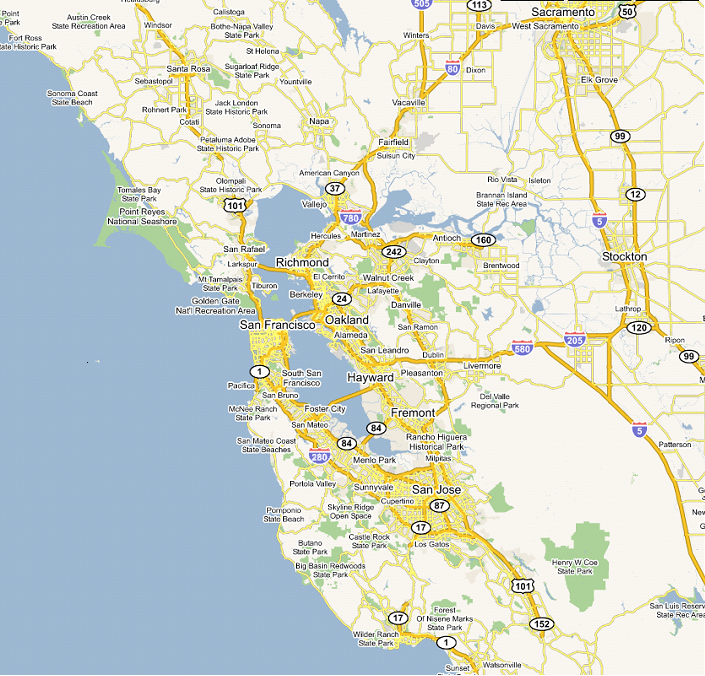 Austin Creek
State Recreation Area
Fort Ross
State Historic Park
Windsor
Calistoga
Bothe-Napa Valley
State Park
St Helena
Santa Rosa
Sugarloaf Ridge
State Park
Sebastopol
Yountville
Sonoma Coast
State Beach
Rohnert Park
Jack London
State Historic Park
Cotati
Sonoma
Napa
Petaluma Adobe
State Historic Park
505
113
Sacramento
50
Davis
West Sacramento
Winters
80
Dixon
Elk Grove
Vacaville
99
Fairfield
Suisun City
American Canyon
37
Vallejo
780
Rio Vista
Isleton
Brannan Island
State Rec Area
12
5
Olompali
State Historic Park
101
Tomales Bay
State Park
Point Reyes
National Seashore
San Rafael
Larkspur
Hercules
Martinez
242
Antioch
160
Clayton
Brentwood
Stockton
Richmond
Mt Tamalpais
State Park
Tiburon
El Cerrito
Walnut Creek
Berkeley
24
Lafayette
Danville
Golden Gate
Nat'l Recreation Area
San Francisco
Oakland
Alameda
San Ramon
Lathrop
120
Ripon
99
205
580
San Leandro
Dublin
Pleasanton
Livermore
1
South San
Francisco
Hayward
Pacifica
San Bruno
Del Valle
Regional Park
McNee Ranch
State Park
Foster City
San Mateo
Fremont
84
84
5
Patterson
San Mateo Coast
State Beaches
280
Rancho Higuera
Historical Park
Milpitas
Menlo Park
Portola Valley
Sunnyvale
San Jose
Cupertino
87
Pomponio
State Beach
Skyline Ridge
Open Space
17
Butano
State Park
Castle Rock
State Park
Los Gatos
Big Basin Redwoods
State Park
Henry W Coe
State Park
101
152
San Luis Reserv
State Rec Area
17
Forest
Of Nisene Marks
State Park
Wilder Ranch
State Park
1
Sunset
Watsonville